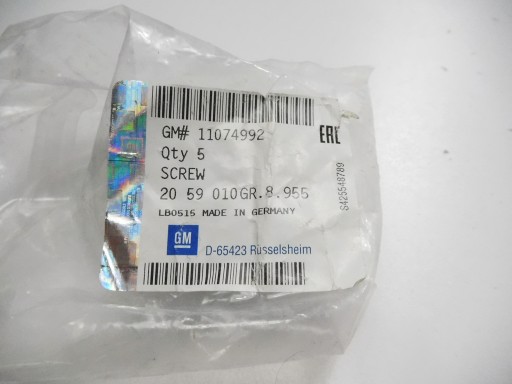 GM# 11074992
EAC
Qty 5
SCREW
20 59 010GR.8.955
LB0515 MADE IN GERMANY
GM
D-65423 Rüsselsheim
S425548789